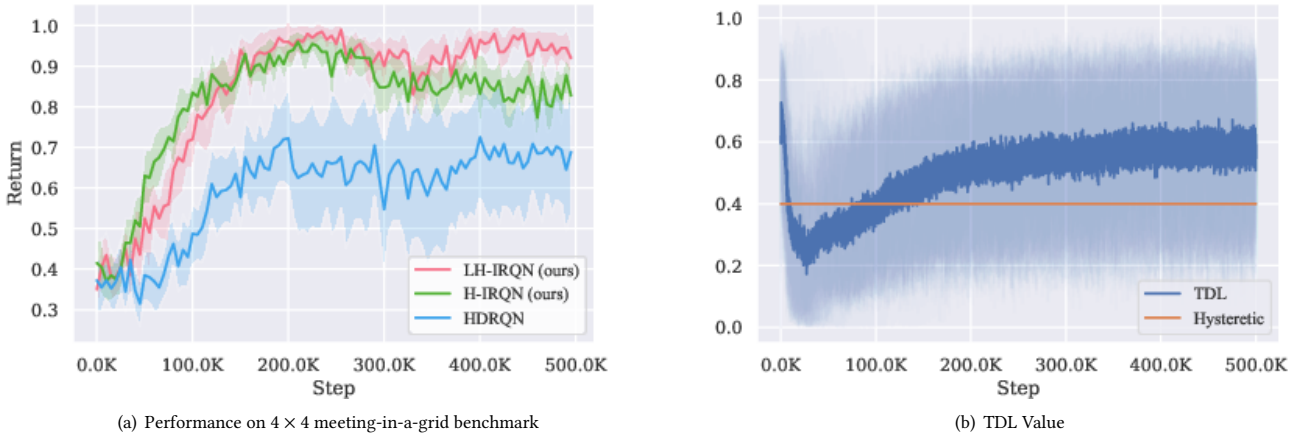 1.0
0.9
0.8
0.7
0.6
0.5
0.4
0.3
Return
LH-IRQN (ours)
H-IRQN (ours)
HDRQN
0.0K 100.0K 200.0K 300.0K 400.0K 500.0K
Step
(a) Performance on 4 × 4 meeting-in-a-grid benchmark
1.0
0.8
0.6
0.4
0.2
0.0
TDL
Hysteretic
0.0K 100.0K 200.0K 300.0K 400.0K 500.0K
Step
(b) TDL Value